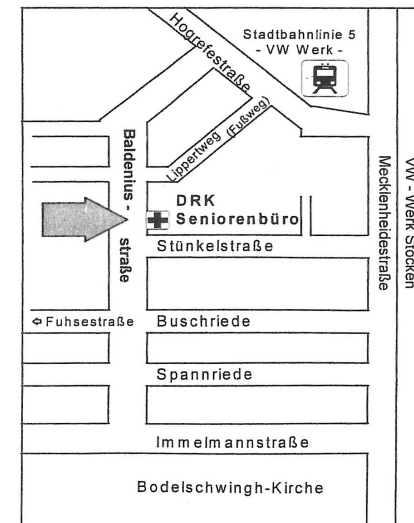 Stadtbahnlinie 5
- VW Werk -
Hogrefestraße
Lippertweg (Fußweg)
Baldenius -
straße
DRK
Seniorenbüro
Mecklenheidestraße
VW - Werk Stöcken
Stünkelstraße
⇦ Fuhsestraße
Buschriede
Spannriede
Immelmannstraße
Bodelschwingh-Kirche